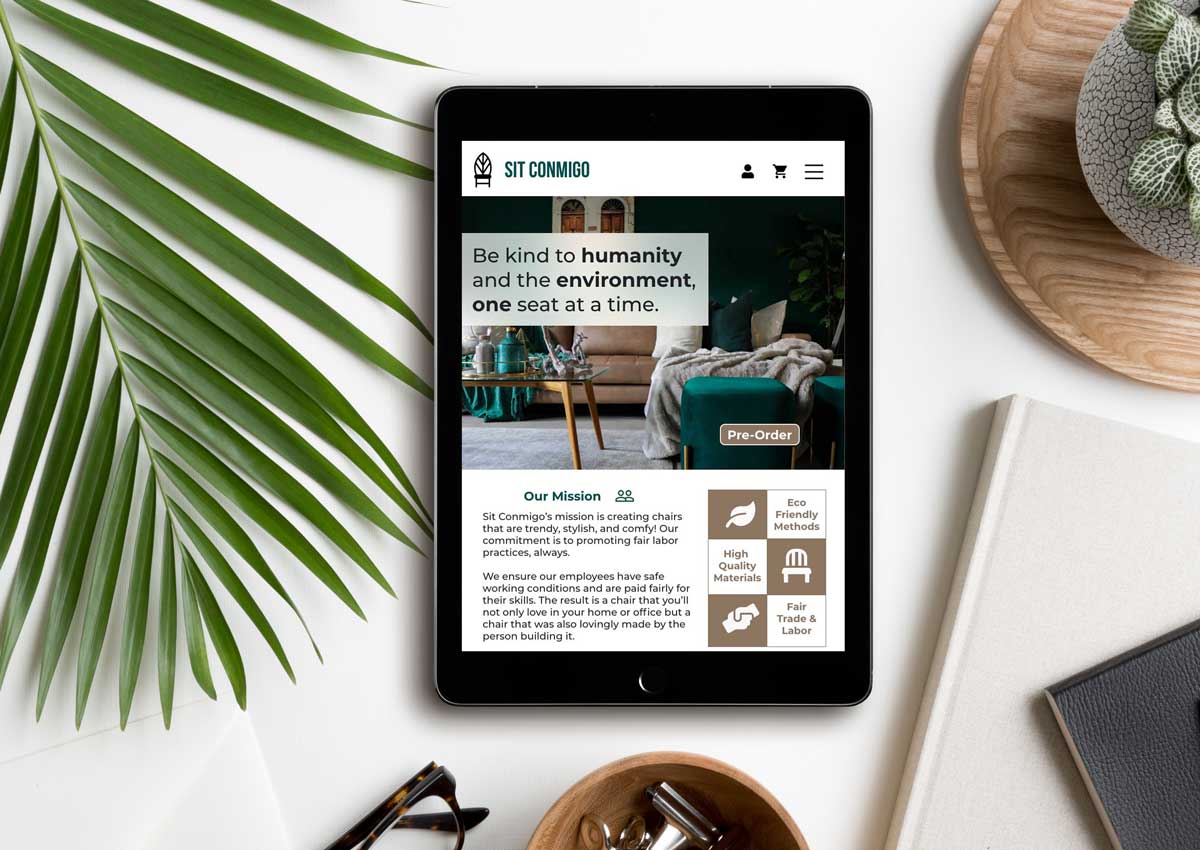 SIT CONMIGO
Be kind to humanity
and the environment,
one seat at a time.
Pre-Order
Our Mission
Sit Conmigo's mission is creating chairs
that are trendy, stylish, and comfy! Our
commitment is to promoting fair labor
practices, always.
We ensure our employees have safe
working conditions and are paid fairly for
their skills. The result is a chair that you'll
not only love in your home or office but a
chair that was also lovingly made by the
person building it.
Eco
Friendly
Methods
High
Quality
Materials
Fair
Trade &
Labor